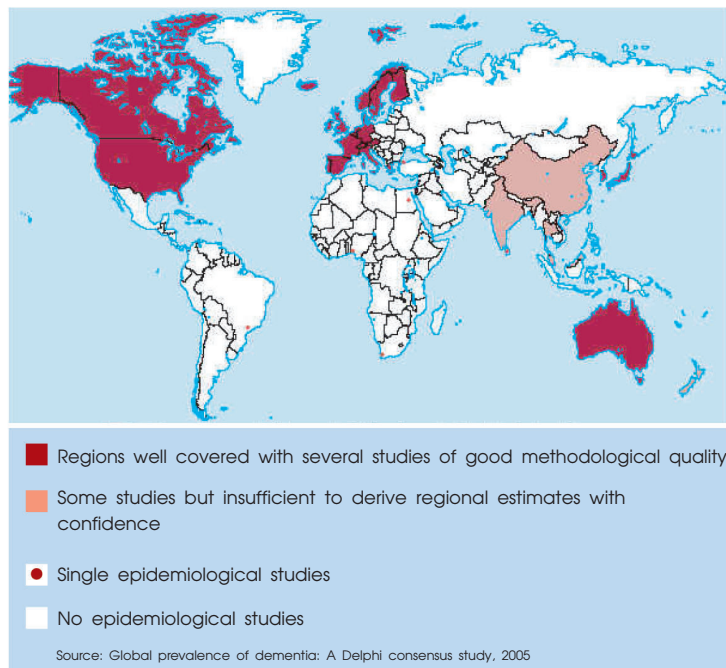 Regions well covered with several studies of good methodological quality
Some studies but insufficient to derive regional estimates with
confidence
Single epidemiological studies
No epidemiological studies
Source: Global prevalence of dementia: A Delphi consensus study, 2005